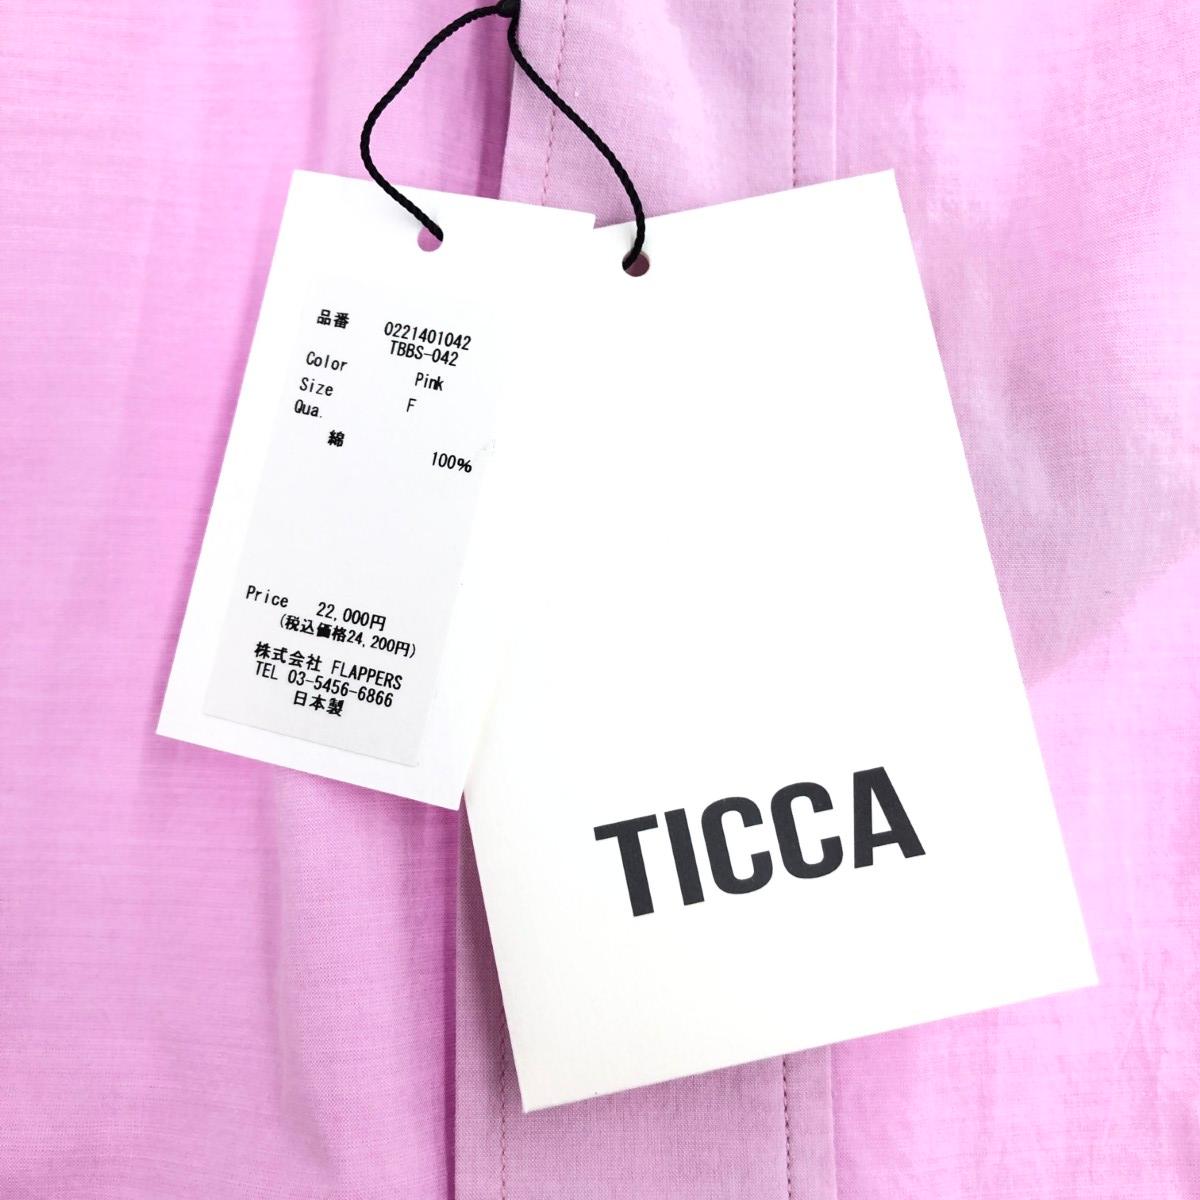 品番 0221401042
TBBS-042
Color Pink
Size F
Qua.
綿
100%
Price 22,000円
(税込価格24,200円)
株式会社 FLAPPERS
TEL 03-5456-6866
日本製
TICCA